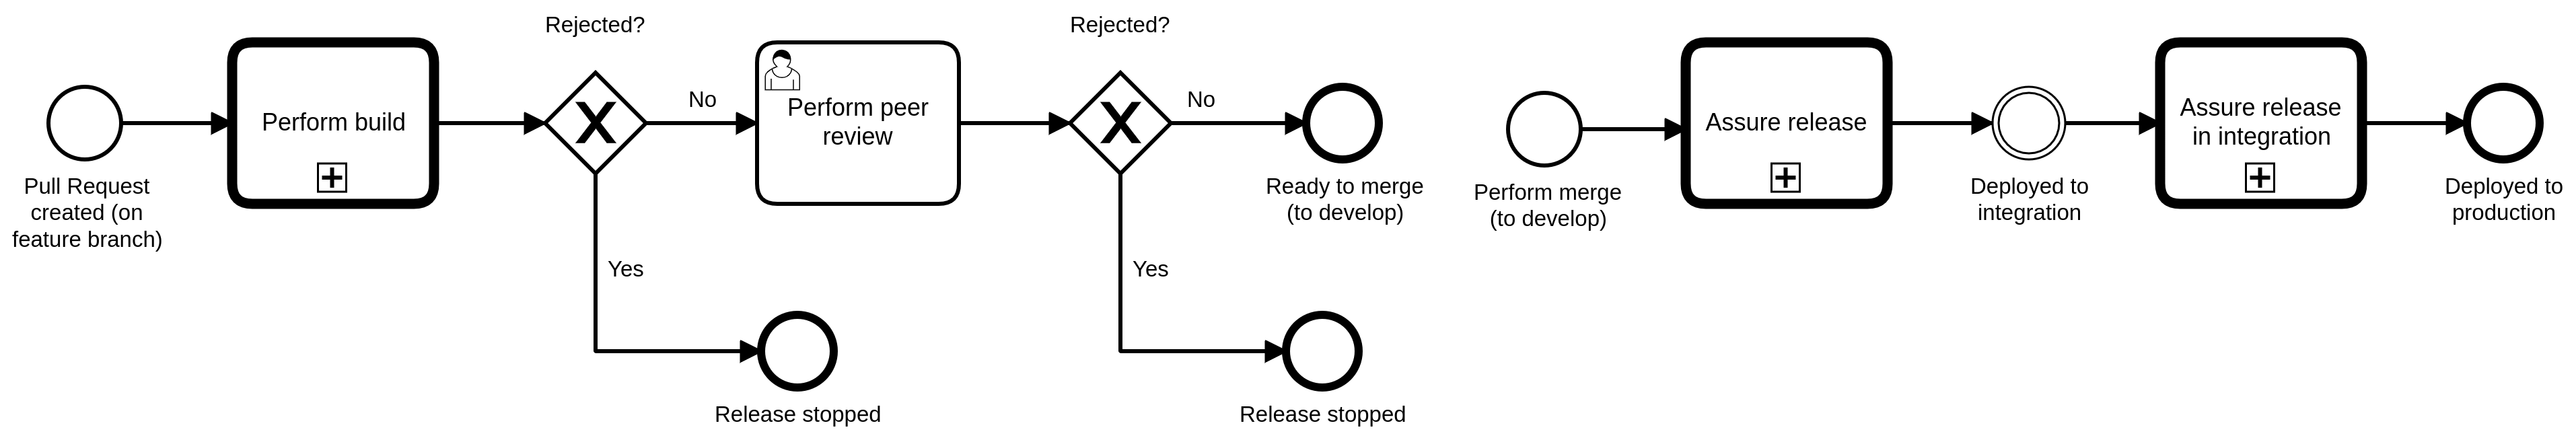 Rejected?
Rejected?
Perform build
No
Perform peer
review
No
Assure release
Assure release
in integration
Pull Request
created (on
feature branch)
Ready to merge
(to develop)
Perform merge
(to develop)
Deployed to
integration
Deployed to
production
Yes
Yes
Release stopped
Release stopped